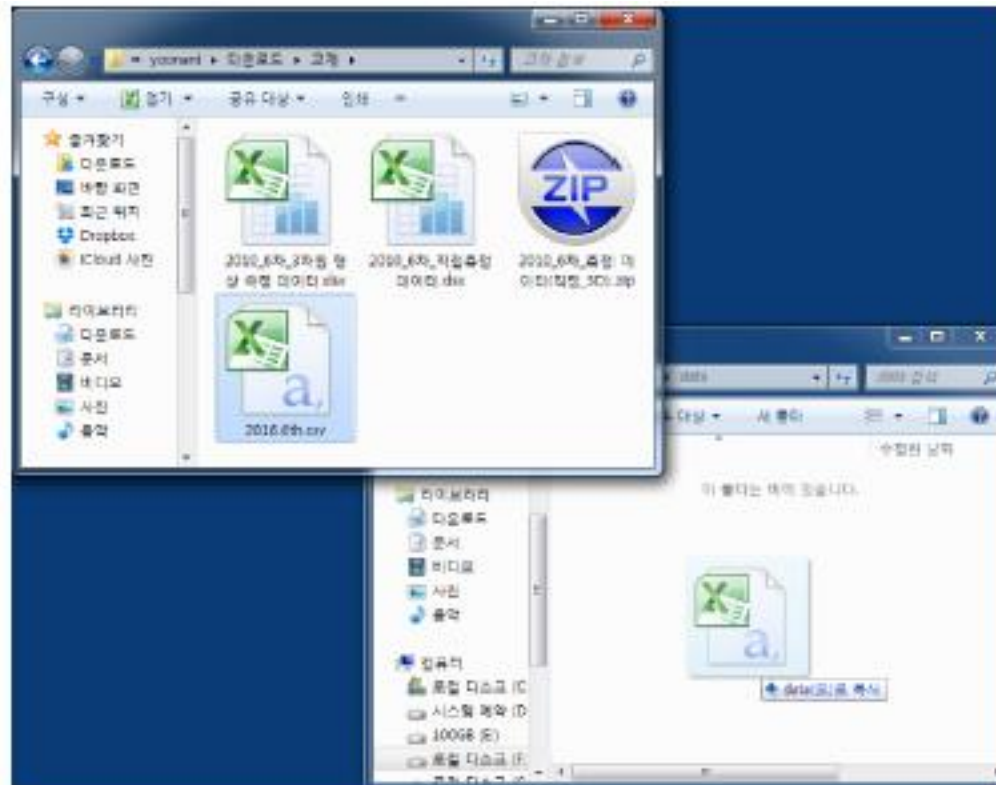 다운로드
구성
열기
공유 대상
인쇄
즐겨찾기
다운로드
바탕 화면
최근 위치
Dropbox
iCloud 사진
라이브러리
다운로드
문서
비디오
사진
음악
2010_6차_3차원 형
상 측정 데이터.xlsx
2010_6차_직접측정
데이터.xlsx
ZIP
2010_6차_측정 데
이터(직접_3D).zip
a,
2010.6th.csv
data
data 검색
대상
새 폴더
수정한 날짜
이 폴더는 비어 있습니다.
라이브러리
다운로드
문서
비디오
사진
음악
컴퓨터
로컬 디스크 (C
시스템 예약 (D
100GB (E)
로컬 디스크 (F
a,
data(으)로 복사